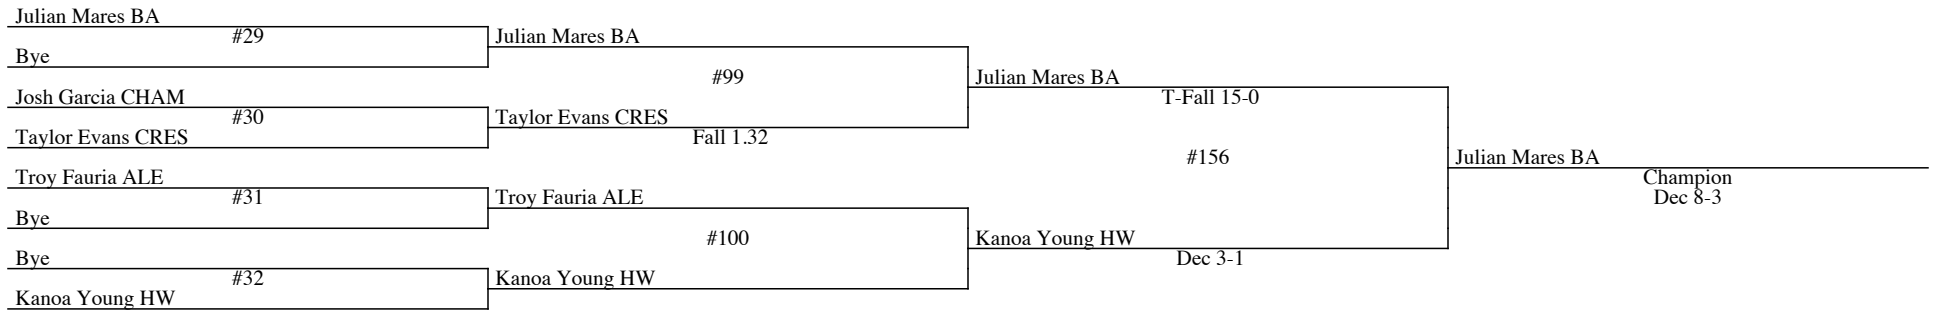 Julian Mares BA
#29
Julian Mares BA
Bye
#99
Julian Mares BA
Josh Garcia CHAM
T-Fall 15-0
#30
Taylor Evans CRES
Taylor Evans CRES
Fall 1.32
#156
Julian Mares BA
Troy Fauria ALE
Champion
#31
Troy Fauria ALE
Dec 8-3
Bye
#100
Kanoa Young HW
Bye
Dec 3-1
#32
Kanoa Young HW
Kanoa Young HW